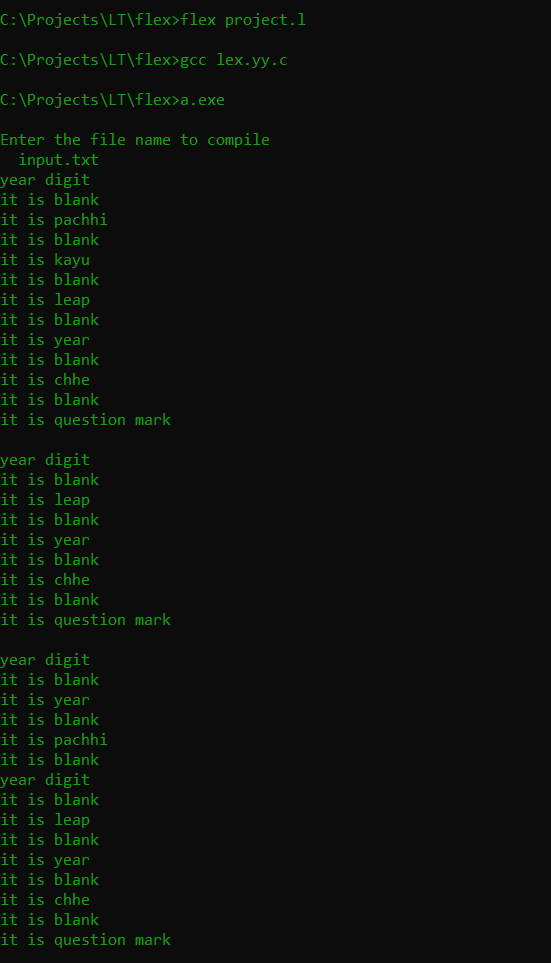 C:\Projects\LT\flex>flex project.l
C:\Projects\LT\flex>gcc lex.yy.c
C:\Projects\LT\flex>a.exe
Enter the file name to compile
input.txt
year digit
it is blank
it is pachhi
it is blank
it is kayu
it is blank
it is leap
it is blank
it is year
it is blank
it is chhe
it is blank
it is question mark
year digit
it is blank
it is leap
it is blank
it is year
it is blank
it is chhe
it is blank
it is question mark
year digit
it is blank
it is year
it is blank
it is pachhi
it is blank
year digit
it is blank
it is leap
it is blank
it is year
it is blank
it is chhe
it is blank
it is question mark